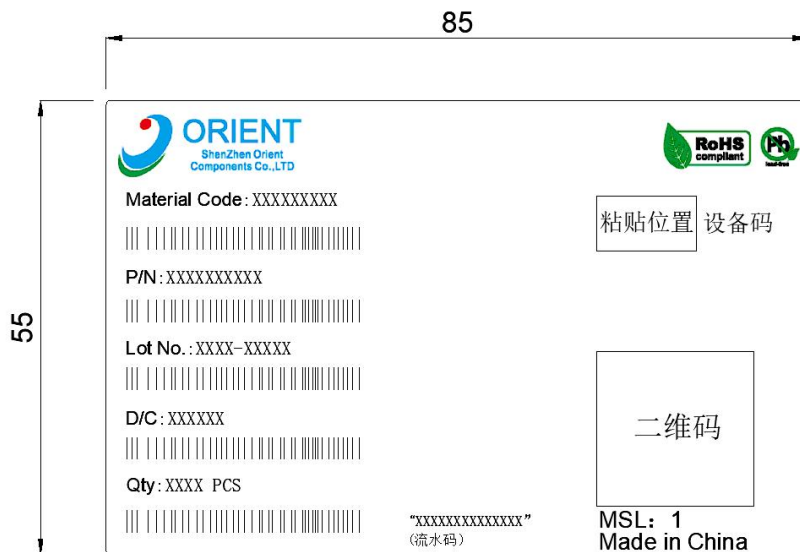 85
55
ORIENT
ShenZhen Orient
Components Co.,LTD
RoHS
compliant
Pb
lead-free
Material Code: XXXXXXXXX
粘贴位置 设备码
P/N: XXXXXXXXXX
Lot No.: XXXX-XXXXX
D/C: XXXXXX
二维码
Qty: XXXX PCS
“XXXXXXXXXXXXXX”
(流水码)
MSL: 1
Made in China